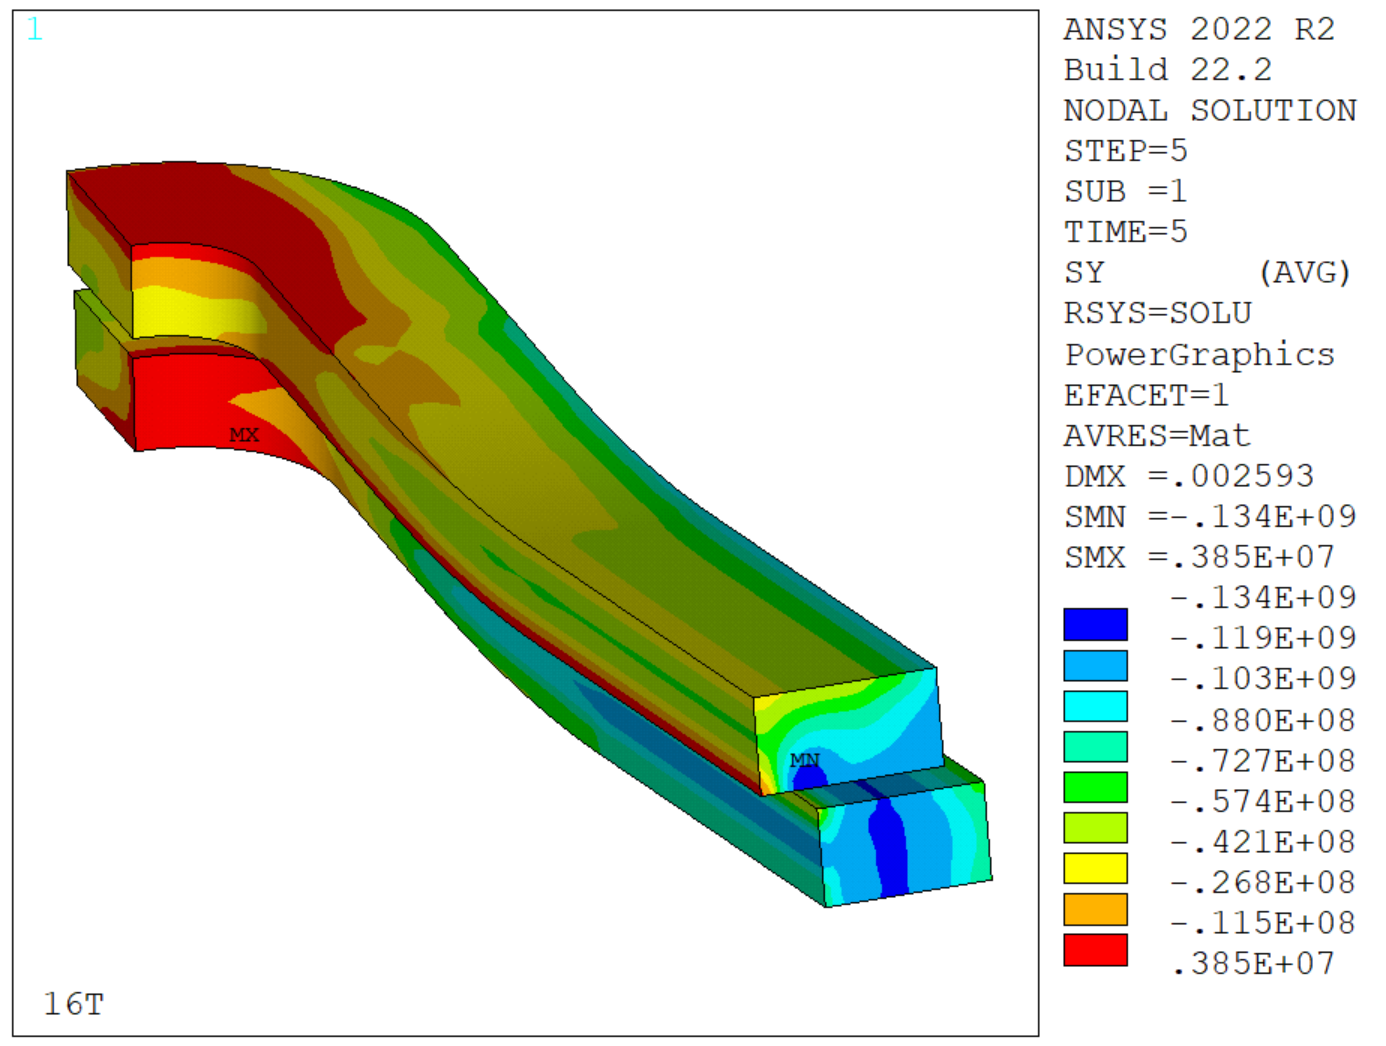 1
ANSYS 2022 R2
Build 22.2
NODAL SOLUTION
STEP=5
SUB =1
TIME=5
SY (AVG)
RSYS=SOLU
PowerGraphics
EFACET=1
AVRES=Mat
DMX =.002593
SMN =-.134E+09
SMX =.385E+07
-.134E+09
-.119E+09
-.103E+09
-.880E+08
-.727E+08
-.574E+08
-.421E+08
-.268E+08
-.115E+08
.385E+07
MX
MN
16T